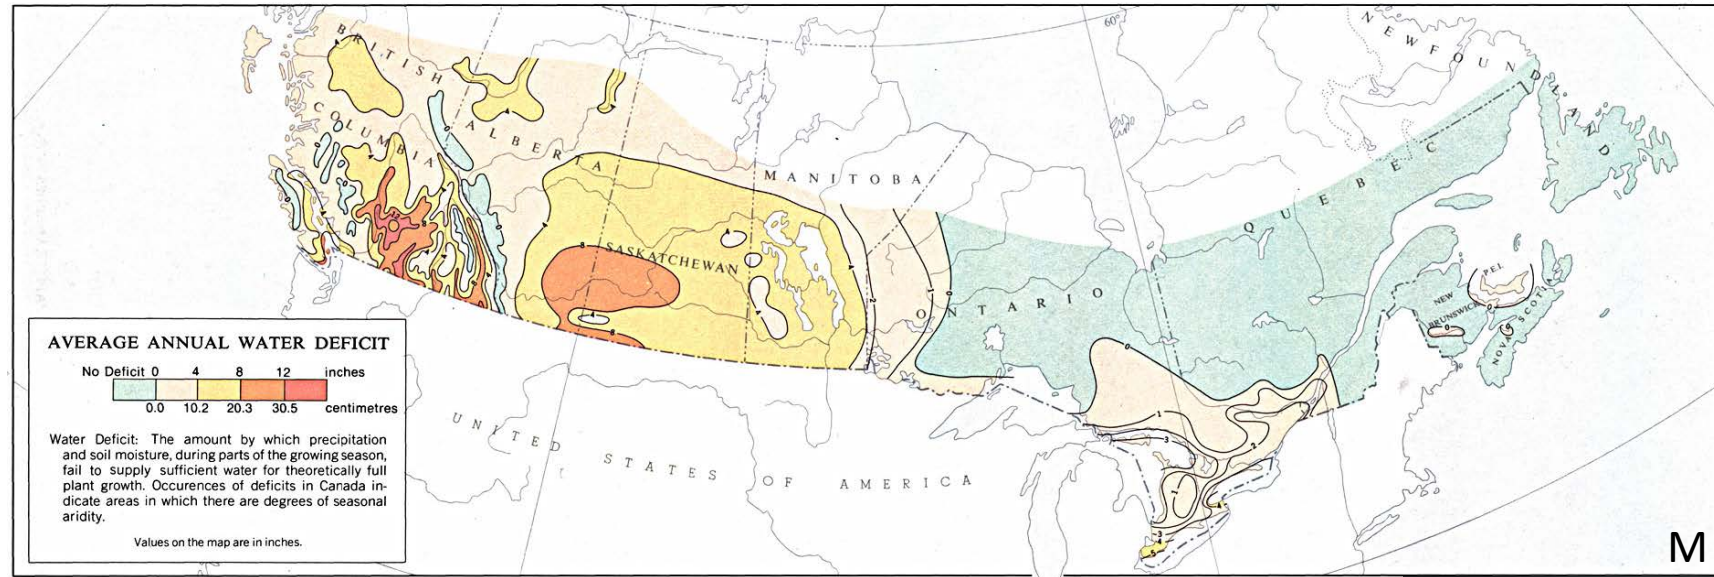 BRITISH
COLUMBIA
ALBERTA
SASKATCHEWAN
MANITOBA
ONTARIO
QUEBEC
NEWFOUNDLAND
60°
P.E.I.
NEW
BRUNSWICK
NOVA SCOTIA
UNITED STATES OF AMERICA
AVERAGE ANNUAL WATER DEFICIT
No Deficit 0 4 8 12 inches
0.0 10.2 20.3 30.5 centimetres
Water Deficit: The amount by which precipitation
and soil moisture, during parts of the growing season,
fail to supply sufficient water for theoretically full
plant growth. Occurences of deficits in Canada in-
dicate areas in which there are degrees of seasonal
aridity.
Values on the map are in inches.
M